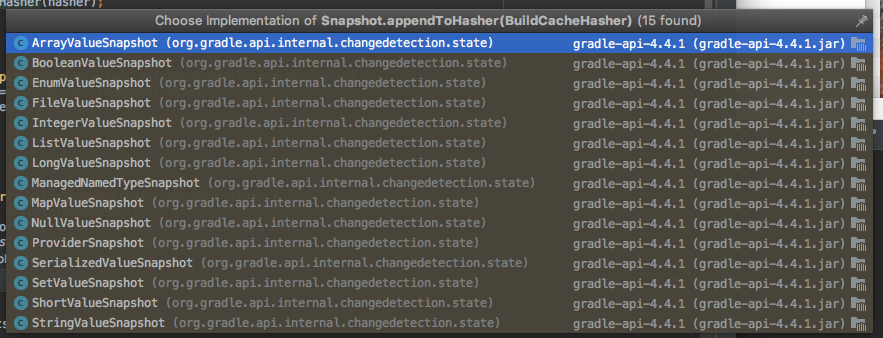 Hasher(hasher);
Choose Implementation of Snapshot.appendToHasher(BuildCacheHasher) (15 found)
C ArrayValueSnapshot (org.gradle.api.internal.changedetection.state) gradle-api-4.4.1 (gradle-api-4.4.1.jar)
C BooleanValueSnapshot (org.gradle.api.internal.changedetection.state) gradle-api-4.4.1 (gradle-api-4.4.1.jar)
C EnumValueSnapshot (org.gradle.api.internal.changedetection.state) gradle-api-4.4.1 (gradle-api-4.4.1.jar)
C FileValueSnapshot (org.gradle.api.internal.changedetection.state) gradle-api-4.4.1 (gradle-api-4.4.1.jar)
C IntegerValueSnapshot (org.gradle.api.internal.changedetection.state) gradle-api-4.4.1 (gradle-api-4.4.1.jar)
C ListValueSnapshot (org.gradle.api.internal.changedetection.state) gradle-api-4.4.1 (gradle-api-4.4.1.jar)
C LongValueSnapshot (org.gradle.api.internal.changedetection.state) gradle-api-4.4.1 (gradle-api-4.4.1.jar)
C ManagedNamedTypeSnapshot (org.gradle.api.internal.changedetection.state) gradle-api-4.4.1 (gradle-api-4.4.1.jar)
C MapValueSnapshot (org.gradle.api.internal.changedetection.state) gradle-api-4.4.1 (gradle-api-4.4.1.jar)
C NullValueSnapshot (org.gradle.api.internal.changedetection.state) gradle-api-4.4.1 (gradle-api-4.4.1.jar)
C ProviderSnapshot (org.gradle.api.internal.changedetection.state) gradle-api-4.4.1 (gradle-api-4.4.1.jar)
C SerializedValueSnapshot (org.gradle.api.internal.changedetection.state) gradle-api-4.4.1 (gradle-api-4.4.1.jar)
C SetValueSnapshot (org.gradle.api.internal.changedetection.state) gradle-api-4.4.1 (gradle-api-4.4.1.jar)
C ShortValueSnapshot (org.gradle.api.internal.changedetection.state) gradle-api-4.4.1 (gradle-api-4.4.1.jar)
C StringValueSnapshot (org.gradle.api.internal.changedetection.state) gradle-api-4.4.1 (gradle-api-4.4.1.jar)